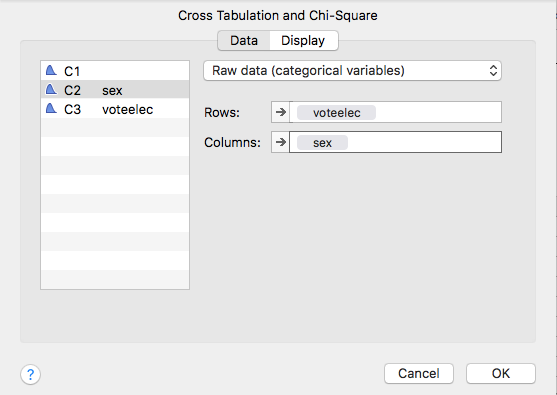 Cross Tabulation and Chi-Square
Data Display
C1
C2 sex
C3 voteelec
Raw data (categorical variables)
Rows: voteelec
Columns: sex
? Cancel OK